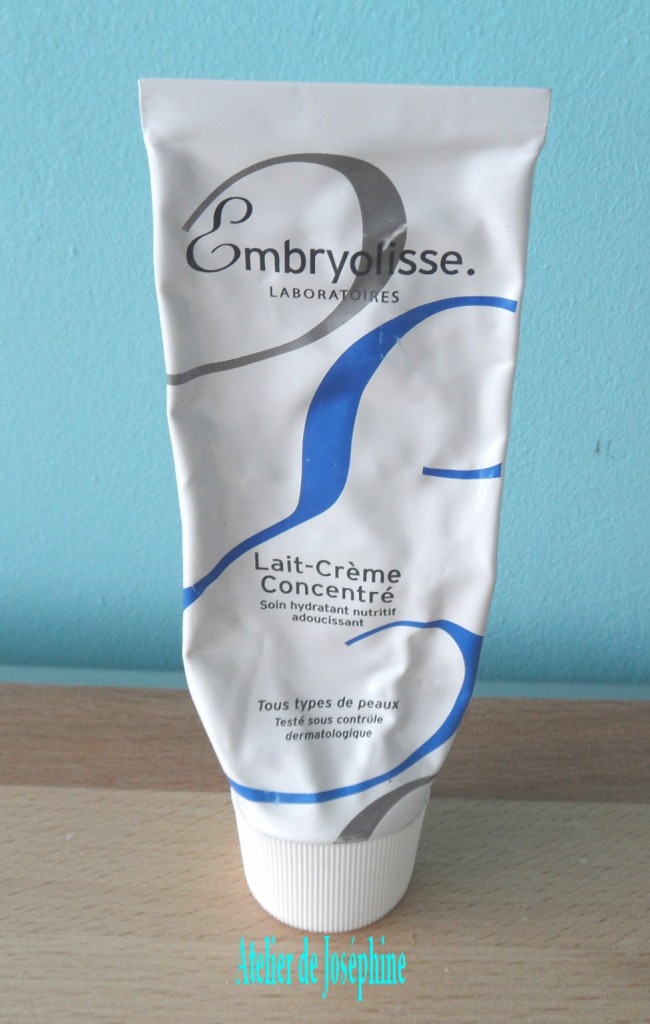 Embryolisse.
LABORATOIRES
Lait-Crème
Concentré
Soin hydratant nutritif
adoucissant
Tous types de peaux
Testé sous contrôle
dermatologique
Atelier de Joséphine